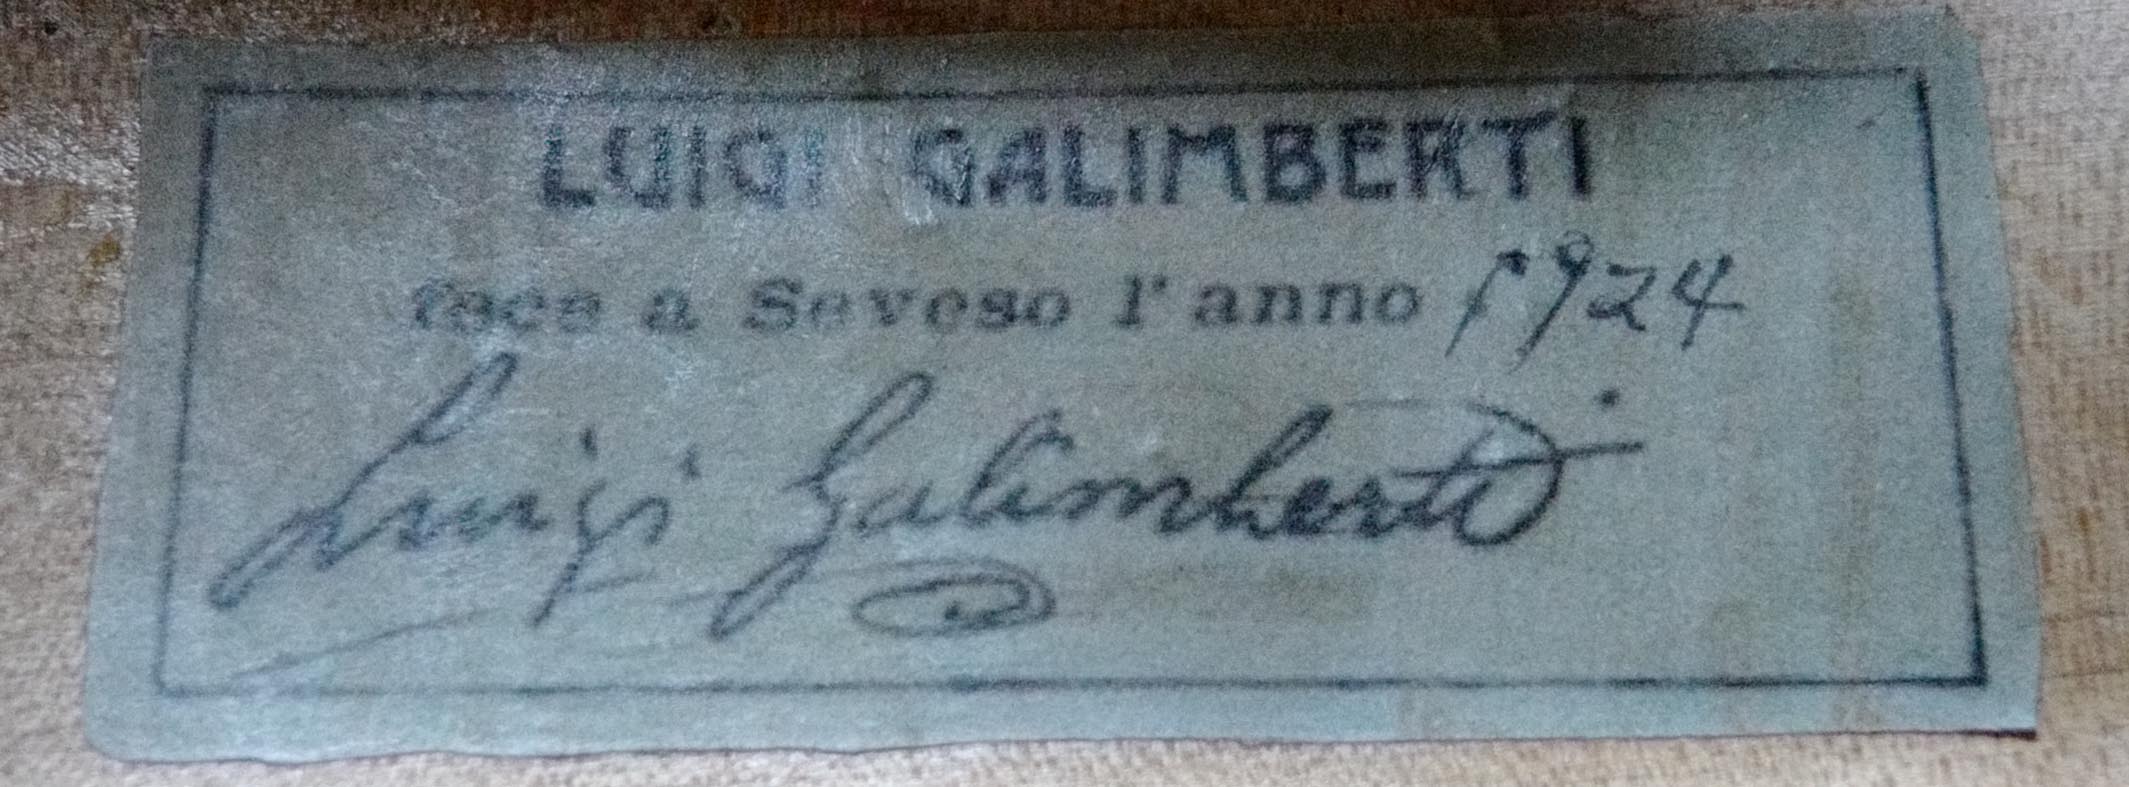 LUIGI GALIMBERTI
fece a Seveso l'anno 1924
Luigi Galimberti